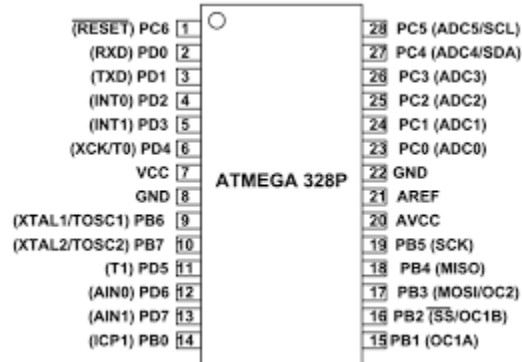 (RESET) PC6 1
(RXD) PD0 2
(TXD) PD1 3
(INT0) PD2 4
(INT1) PD3 5
(XCK/T0) PD4 6
VCC 7
GND 8
(XTAL1/TOSC1) PB6 9
(XTAL2/TOSC2) PB7 10
(T1) PD5 11
(AIN0) PD6 12
(AIN1) PD7 13
(ICP1) PB0 14
ATMEGA 328P
28 PC5 (ADC5/SCL)
27 PC4 (ADC4/SDA)
26 PC3 (ADC3)
25 PC2 (ADC2)
24 PC1 (ADC1)
23 PC0 (ADC0)
22 GND
21 AREF
20 AVCC
19 PB5 (SCK)
18 PB4 (MISO)
17 PB3 (MOSI/OC2)
16 PB2 (SS/OC1B)
15 PB1 (OC1A)